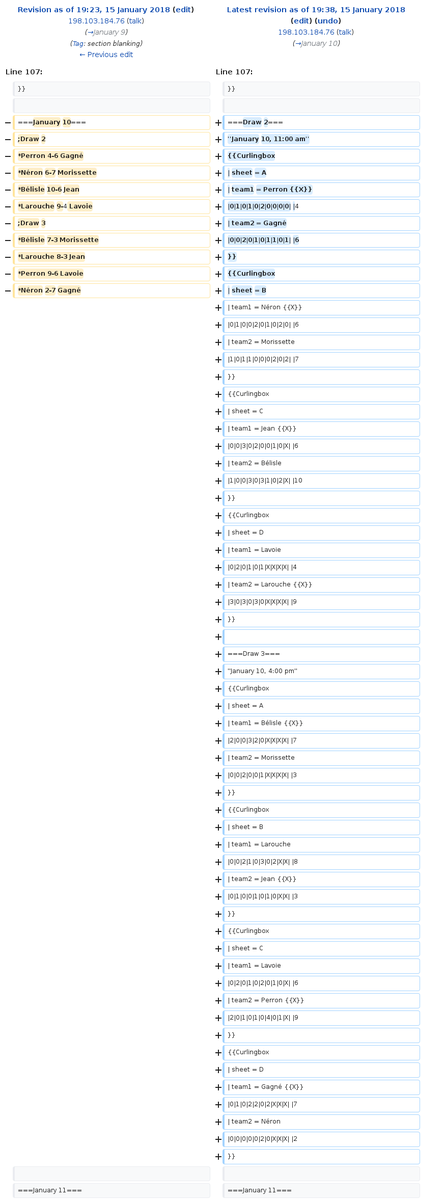 Revision as of 19:23, 15 January 2018 (edit)
198.103.184.76 (talk)
(→January 9)
(Tag: section blanking)
← Previous edit
Latest revision as of 19:38, 15 January 2018
(edit) (undo)
198.103.184.76 (talk)
(→January 10)
Line 107:
Line 107:
}}
}}
− ===January 10===
− ;Draw 2
− *Perron 4-6 Gagné
− *Néron 6-7 Morissette
− *Bélisle 10-6 Jean
− *Larouche 9-4 Lavoie
− ;Draw 3
− *Bélisle 7-3 Morissette
− *Larouche 8-3 Jean
− *Perron 9-6 Lavoie
− *Néron 2-7 Gagné
+ ===Draw 2===
+ ''January 10, 11:00 am''
+ {{Curlingbox
+ | sheet = A
+ | team1 = Perron {{X}}
+ |0|1|0|1|0|2|0|0|0|0| |4
+ | team2 = Gagné
+ |0|0|2|0|1|0|1|1|0|1| |6
+ }}
+ {{Curlingbox
+ | sheet = B
+ | team1 = Néron {{X}}
+ |0|1|0|0|2|0|1|0|2|0| |6
+ | team2 = Morissette
+ |1|0|1|1|0|0|0|2|0|2| |7
+ }}
+ {{Curlingbox
+ | sheet = C
+ | team1 = Jean {{X}}
+ |0|0|3|0|2|0|0|1|0|X| |6
+ | team2 = Bélisle
+ |1|0|0|3|0|3|1|0|2|X| |10
+ }}
+ {{Curlingbox
+ | sheet = D
+ | team1 = Lavoie
+ |0|2|0|1|0|1|X|X|X|X| |4
+ | team2 = Larouche {{X}}
+ |3|0|3|0|3|0|X|X|X|X| |9
+ }}
+
+ ===Draw 3===
+ ''January 10, 4:00 pm''
+ {{Curlingbox
+ | sheet = A
+ | team1 = Bélisle {{X}}
+ |2|0|0|3|2|0|X|X|X|X| |7
+ | team2 = Morissette
+ |0|0|2|0|0|1|X|X|X|X| |3
+ }}
+ {{Curlingbox
+ | sheet = B
+ | team1 = Larouche
+ |0|0|2|1|0|3|0|2|X|X| |8
+ | team2 = Jean {{X}}
+ |0|1|0|0|1|0|1|0|X|X| |3
+ }}
+ {{Curlingbox
+ | sheet = C
+ | team1 = Lavoie
+ |0|2|0|1|0|2|0|1|0|X| |6
+ | team2 = Perron {{X}}
+ |2|0|1|0|1|0|4|0|1|X| |9
+ }}
+ {{Curlingbox
+ | sheet = D
+ | team1 = Gagné {{X}}
+ |0|1|0|2|2|0|2|X|X|X| |7
+ | team2 = Néron
+ |0|0|0|0|0|2|0|X|X|X| |2
+ }}
===January 11===
===January 11===